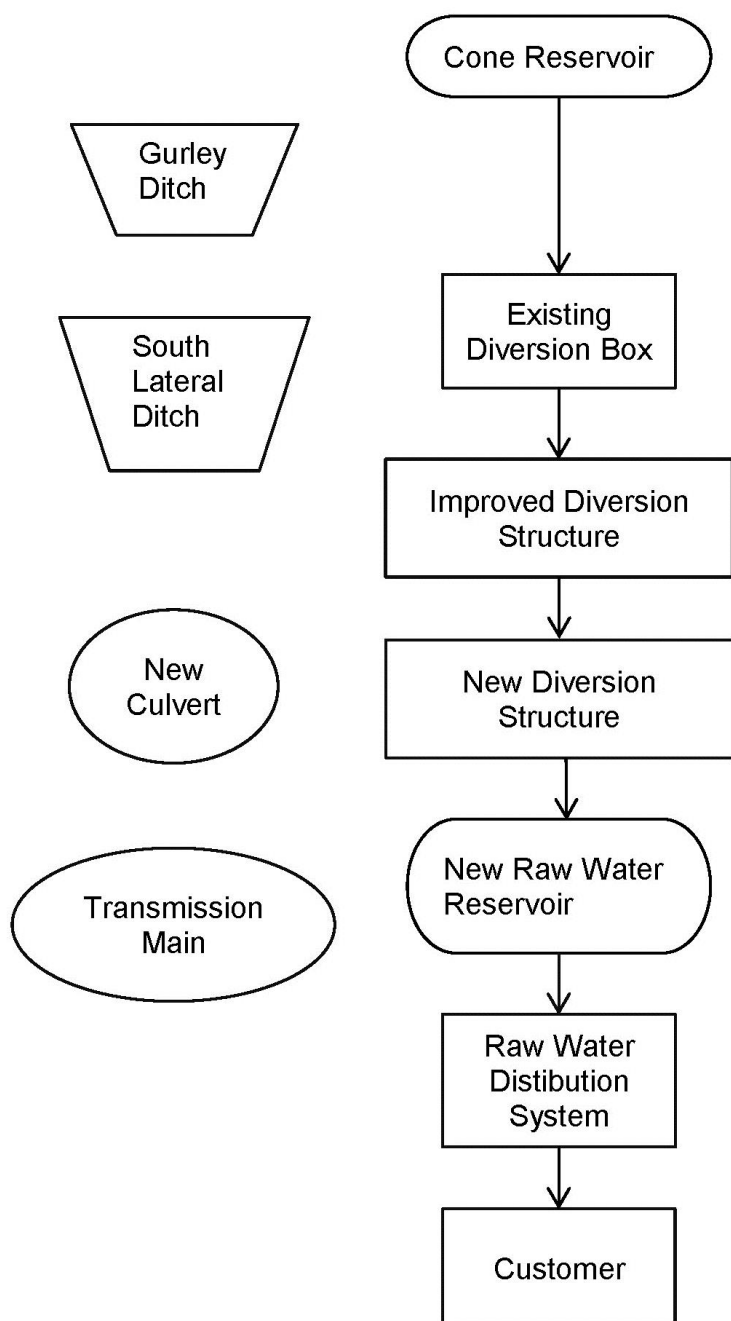 Cone Reservoir
Gurley
Ditch
Existing
Diversion Box
South
Lateral
Ditch
Improved Diversion
Structure
New
Culvert
New Diversion
Structure
Transmission
Main
New Raw Water
Reservoir
Raw Water
Distibution
System
Customer